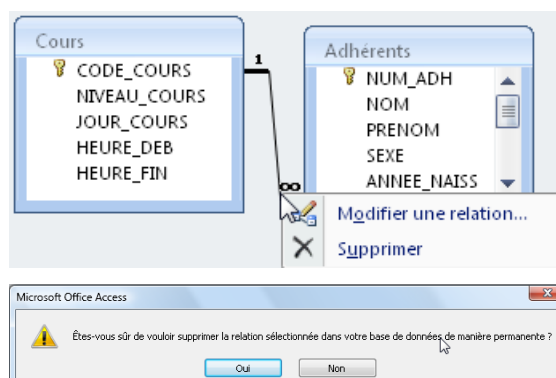 Cours
CODE_COURS
NIVEAU_COURS
JOUR_COURS
HEURE_DEB
HEURE_FIN
1
∞
Adhérents
NUM_ADH
NOM
PRENOM
SEXE
ANNEE_NAISS
Modifier une relation...
Supprimer
Microsoft Office Access
Êtes-vous sûr de vouloir supprimer la relation sélectionnée dans votre base de données de manière permanente ?
Oui
Non